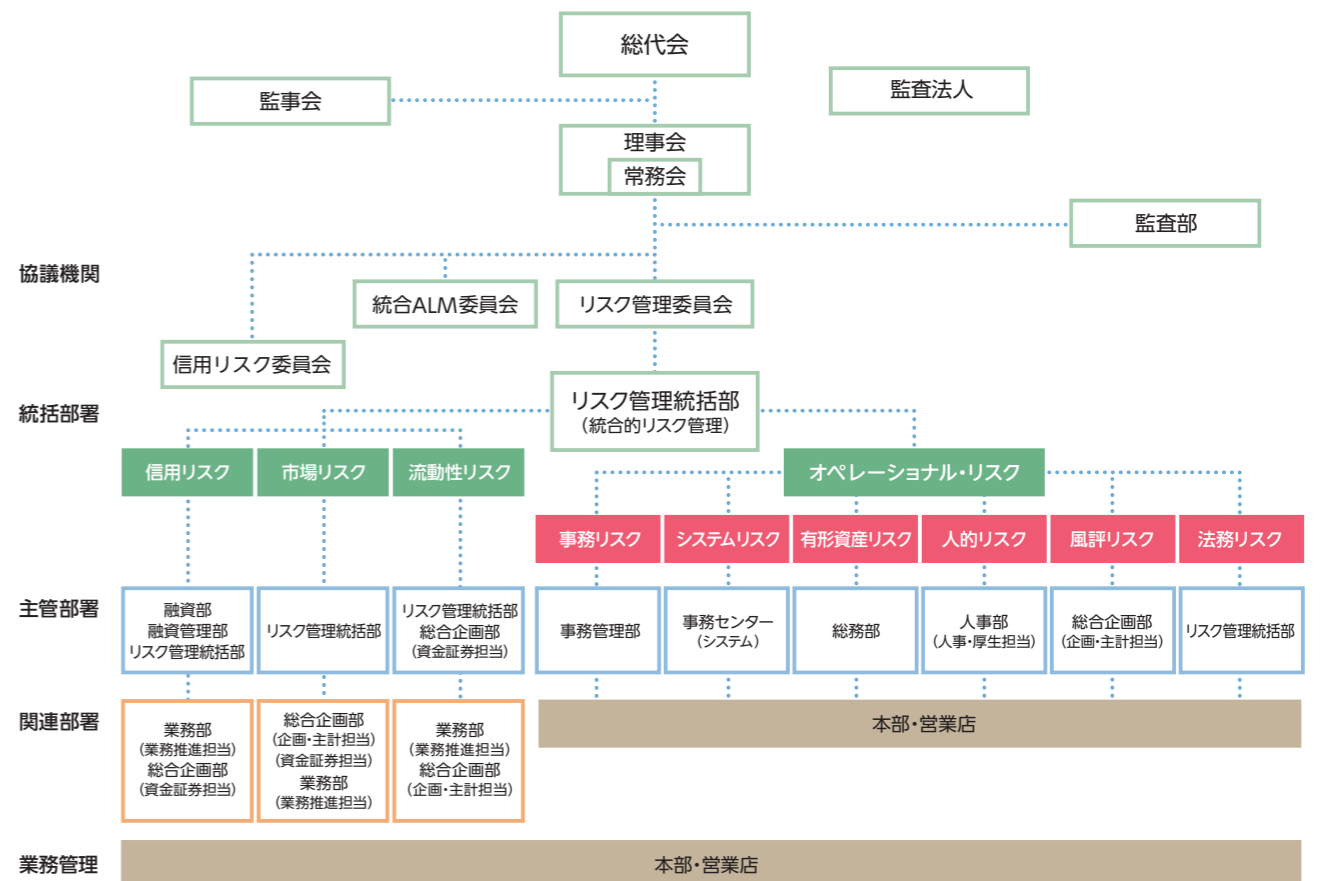 総代会
監事会
監査法人
理事会
常務会
監査部
協議機関
統合ALM委員会
リスク管理委員会
信用リスク委員会
統括部署
リスク管理統括部
（統合的リスク管理）
信用リスク
市場リスク
流動性リスク
オペレーショナル・リスク
事務リスク
システムリスク
有形資産リスク
人的リスク
風評リスク
法務リスク
主管部署
融資部
融資管理部
リスク管理統括部
リスク管理統括部
リスク管理統括部
総合企画部
（資金証券担当）
事務管理部
事務センター
（システム）
総務部
人事部
（人事・厚生担当）
総合企画部
（企画・主計担当）
リスク管理統括部
関連部署
業務部
（業務推進担当）
総合企画部
（資金証券担当）
総合企画部
（企画・主計担当）
（資金証券担当）
業務部
（業務推進担当）
業務部
（業務推進担当）
総合企画部
（企画・主計担当）
本部・営業店
業務管理
本部・営業店